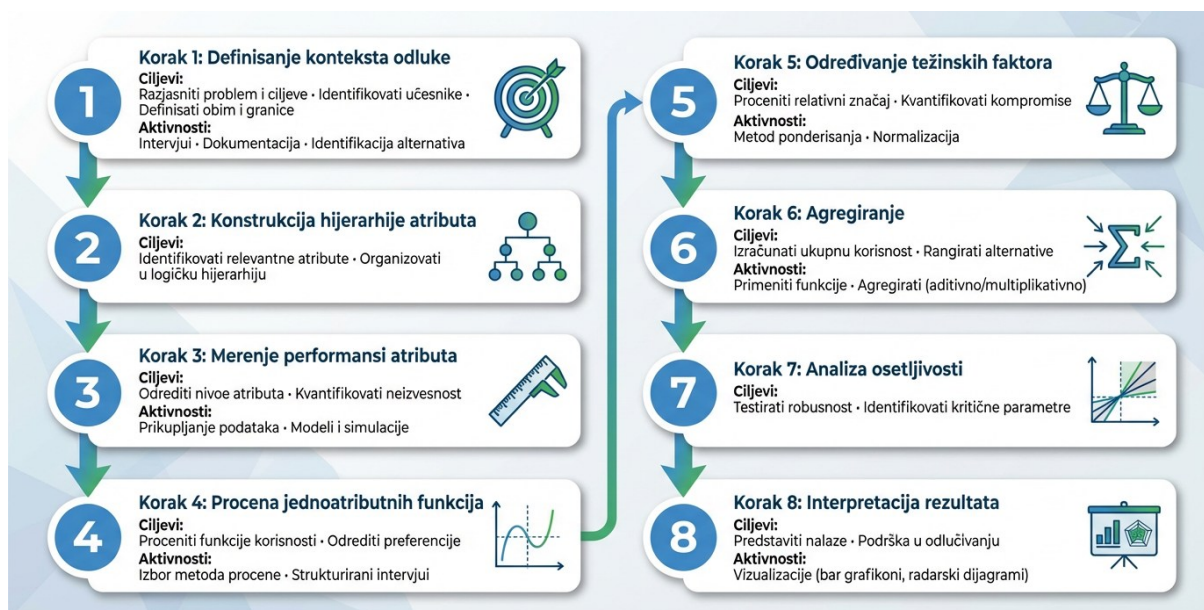 1
Korak 1: Definisanje konteksta odluke
Ciljevi:
Razjasniti problem i ciljeve · Identifikovati učesnike ·
Definisati obim i granice
Aktivnosti:
Intervjui · Dokumentacija · Identifikacija alternativa
2
Korak 2: Konstrukcija hijerarhije atributa
Ciljevi:
Identifikovati relevantne atribute · Organizovati
u logičku hijerarhiju
3
Korak 3: Merenje performansi atributa
Ciljevi:
Odrediti nivoe atributa · Kvantifikovati neizvesnost
Aktivnosti:
Prikupljanje podataka · Modeli i simulacije
4
Korak 4: Procena jednoatributnih funkcija
Ciljevi:
Proceniti funkcije korisnosti · Odrediti preferencije
Aktivnosti:
Izbor metoda procene · Strukturirani intervjui
5
Korak 5: Određivanje težinskih faktora
Ciljevi:
Proceniti relativni značaj · Kvantifikovati kompromise
Aktivnosti:
Metod ponderisanja · Normalizacija
6
Korak 6: Agregiranje
Ciljevi:
Izračunati ukupnu korisnost · Rangirati alternative
Aktivnosti:
Primeniti funkcije · Agregirati (aditivno/multiplikativno)
Σ
7
Korak 7: Analiza osetljivosti
Ciljevi:
Testirati robusnost · Identifikovati kritične parametre
8
Korak 8: Interpretacija rezultata
Ciljevi:
Predstaviti nalaze · Podrška u odlučivanju
Aktivnosti:
Vizualizacije (bar grafikoni, radarski dijagrami)